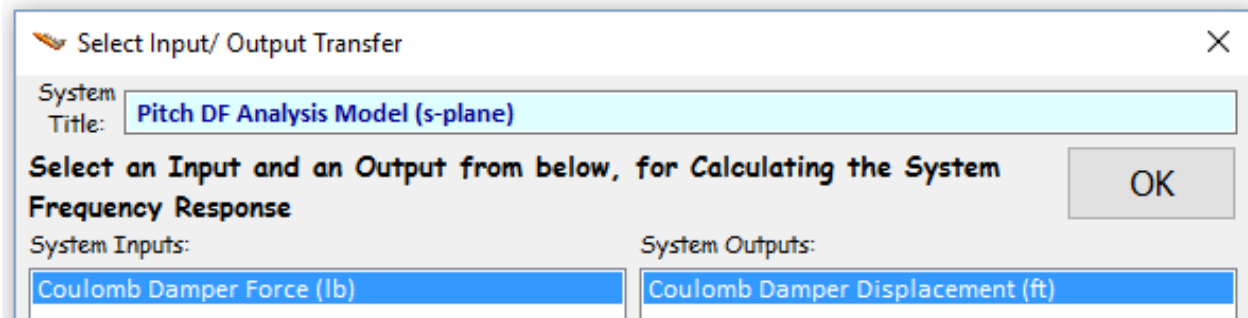 Select Input/ Output Transfer
System Title:
Pitch DF Analysis Model (s-plane)
Select an Input and an Output from below, for Calculating the System
Frequency Response
OK
System Inputs:
System Outputs:
Coulomb Damper Force (lb)
Coulomb Damper Displacement (ft)